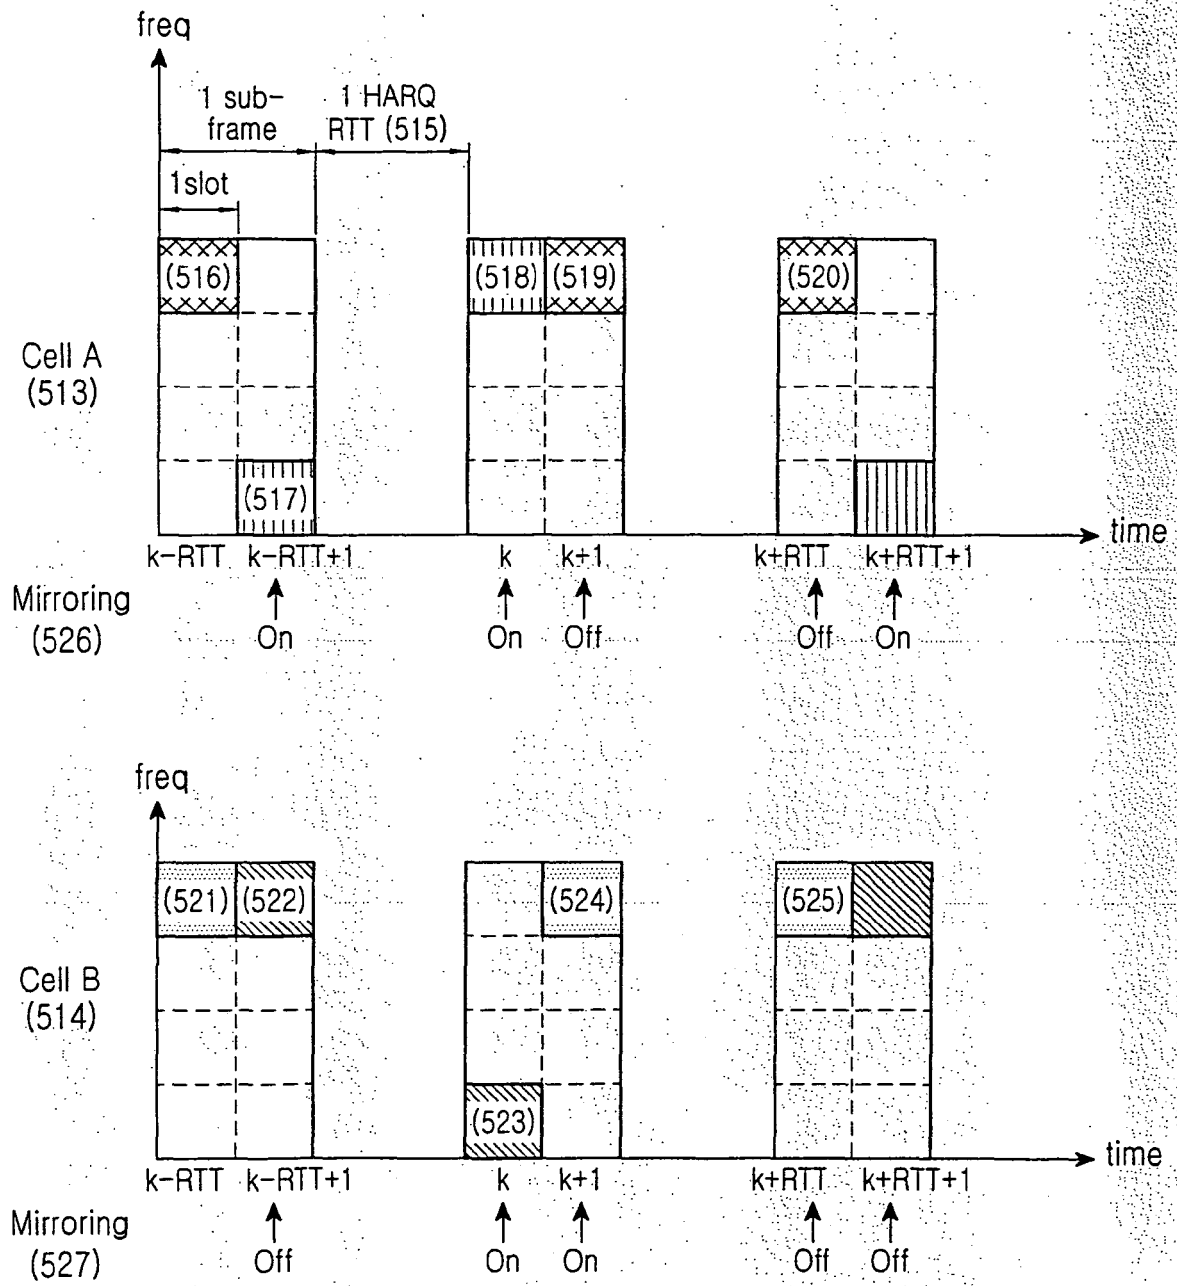 freq
1 sub-
frame
1 HARQ
RTT (515)
1slot
(516)
(518)
(519)
(520)
Cell A
(513)
(517)
time
k-RTT k-RTT+1 k k+1 k+RTT k+RTT+1
Mirroring
(526)
On On Off Off On
freq
(521) (522) (524) (525)
Cell B
(514)
(523)
time
k-RTT k-RTT+1 k k+1 k+RTT k+RTT+1
Mirroring
(527)
Off On On Off Off